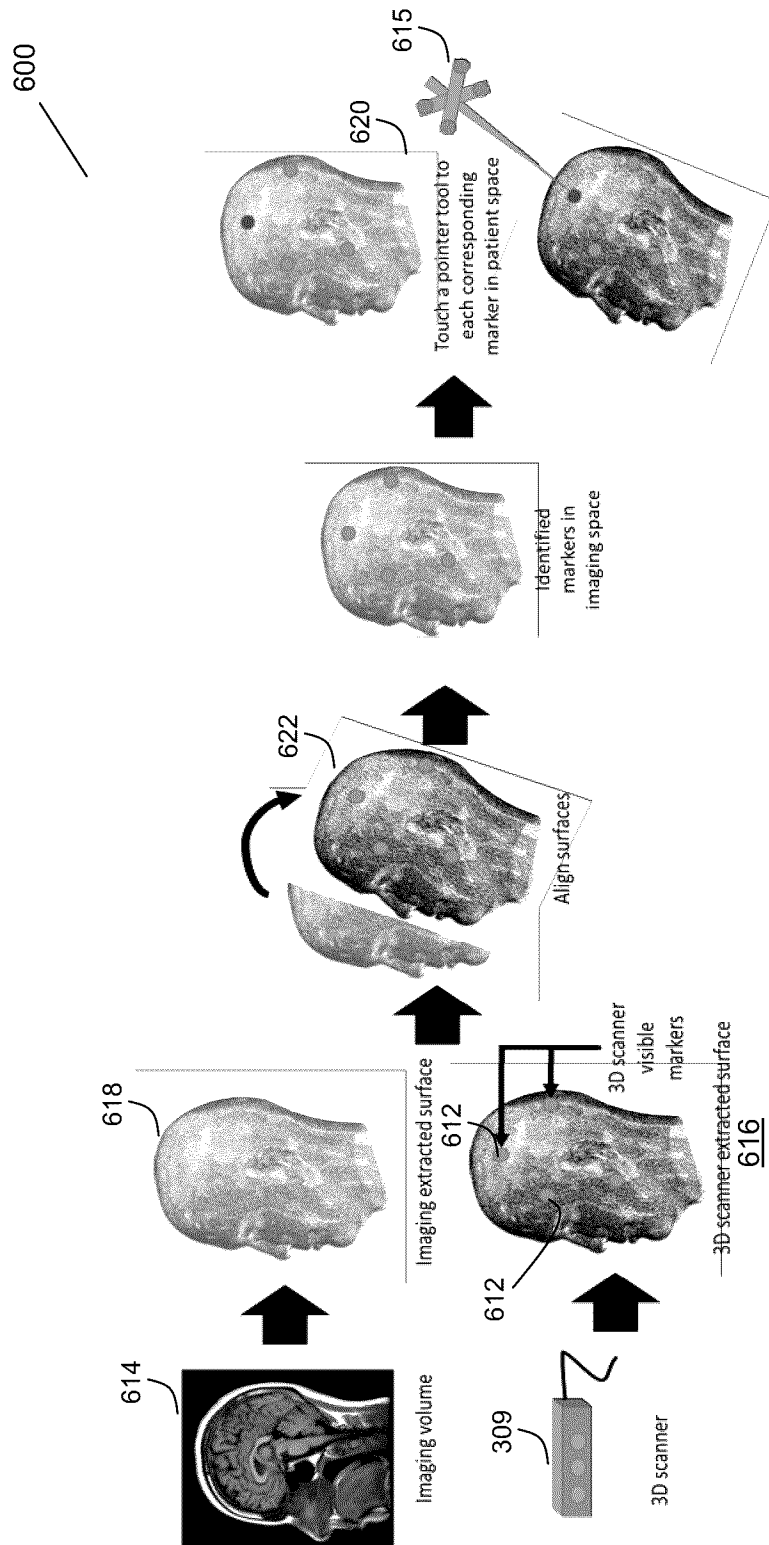 600
614
Imaging volume
309
3D scanner
618
Imaging extracted surface
612
612
3D scanner
visible
markers
3D scanner extracted surface
616
622
Align surfaces
Identified
markers in
imaging space
620
Touch a pointer tool to
each corresponding
marker in patient space
615